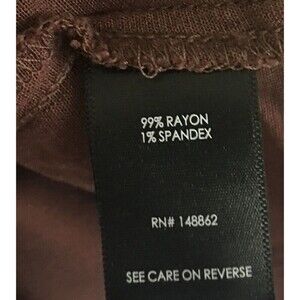 99% RAYON
1% SPANDEX
RN# 148862
SEE CARE ON REVERSE